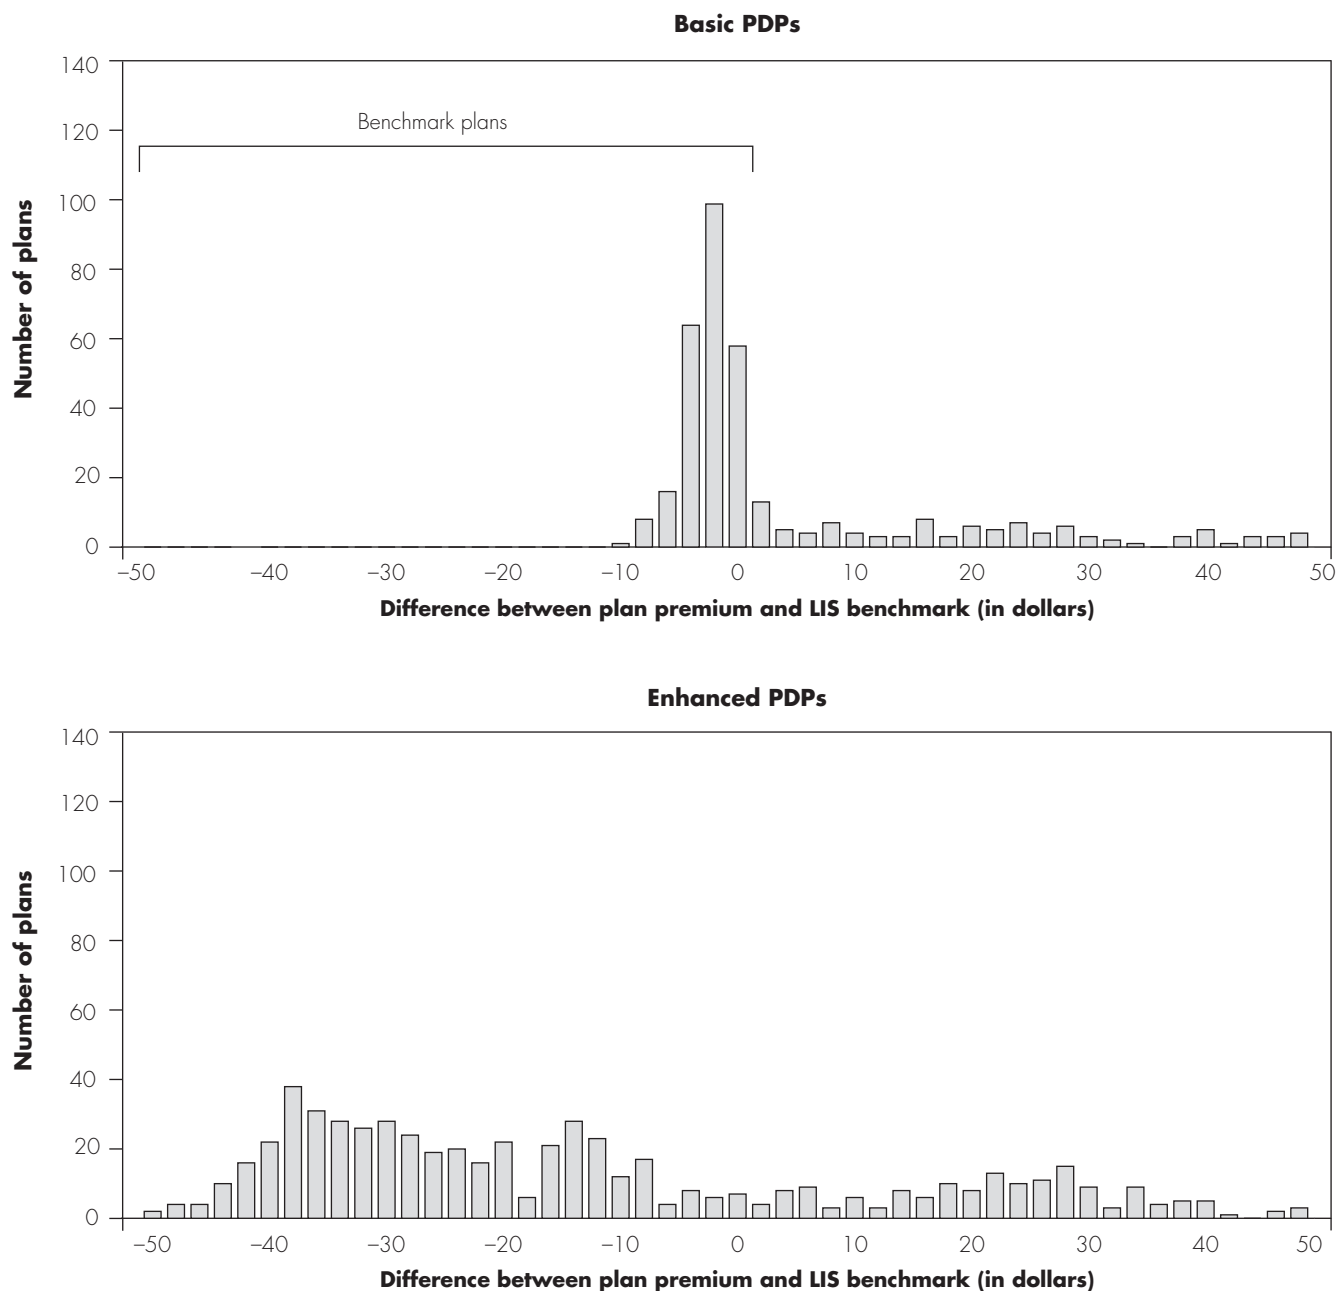 Basic PDPs
140
Benchmark plans
120
100
80
60
40
20
0
Number of plans
–50 –40 –30 –20 –10 0 10 20 30 40 50
Difference between plan premium and LIS benchmark (in dollars)
Enhanced PDPs
140
120
100
80
60
40
20
0
Number of plans
–50 –40 –30 –20 –10 0 10 20 30 40 50
Difference between plan premium and LIS benchmark (in dollars)